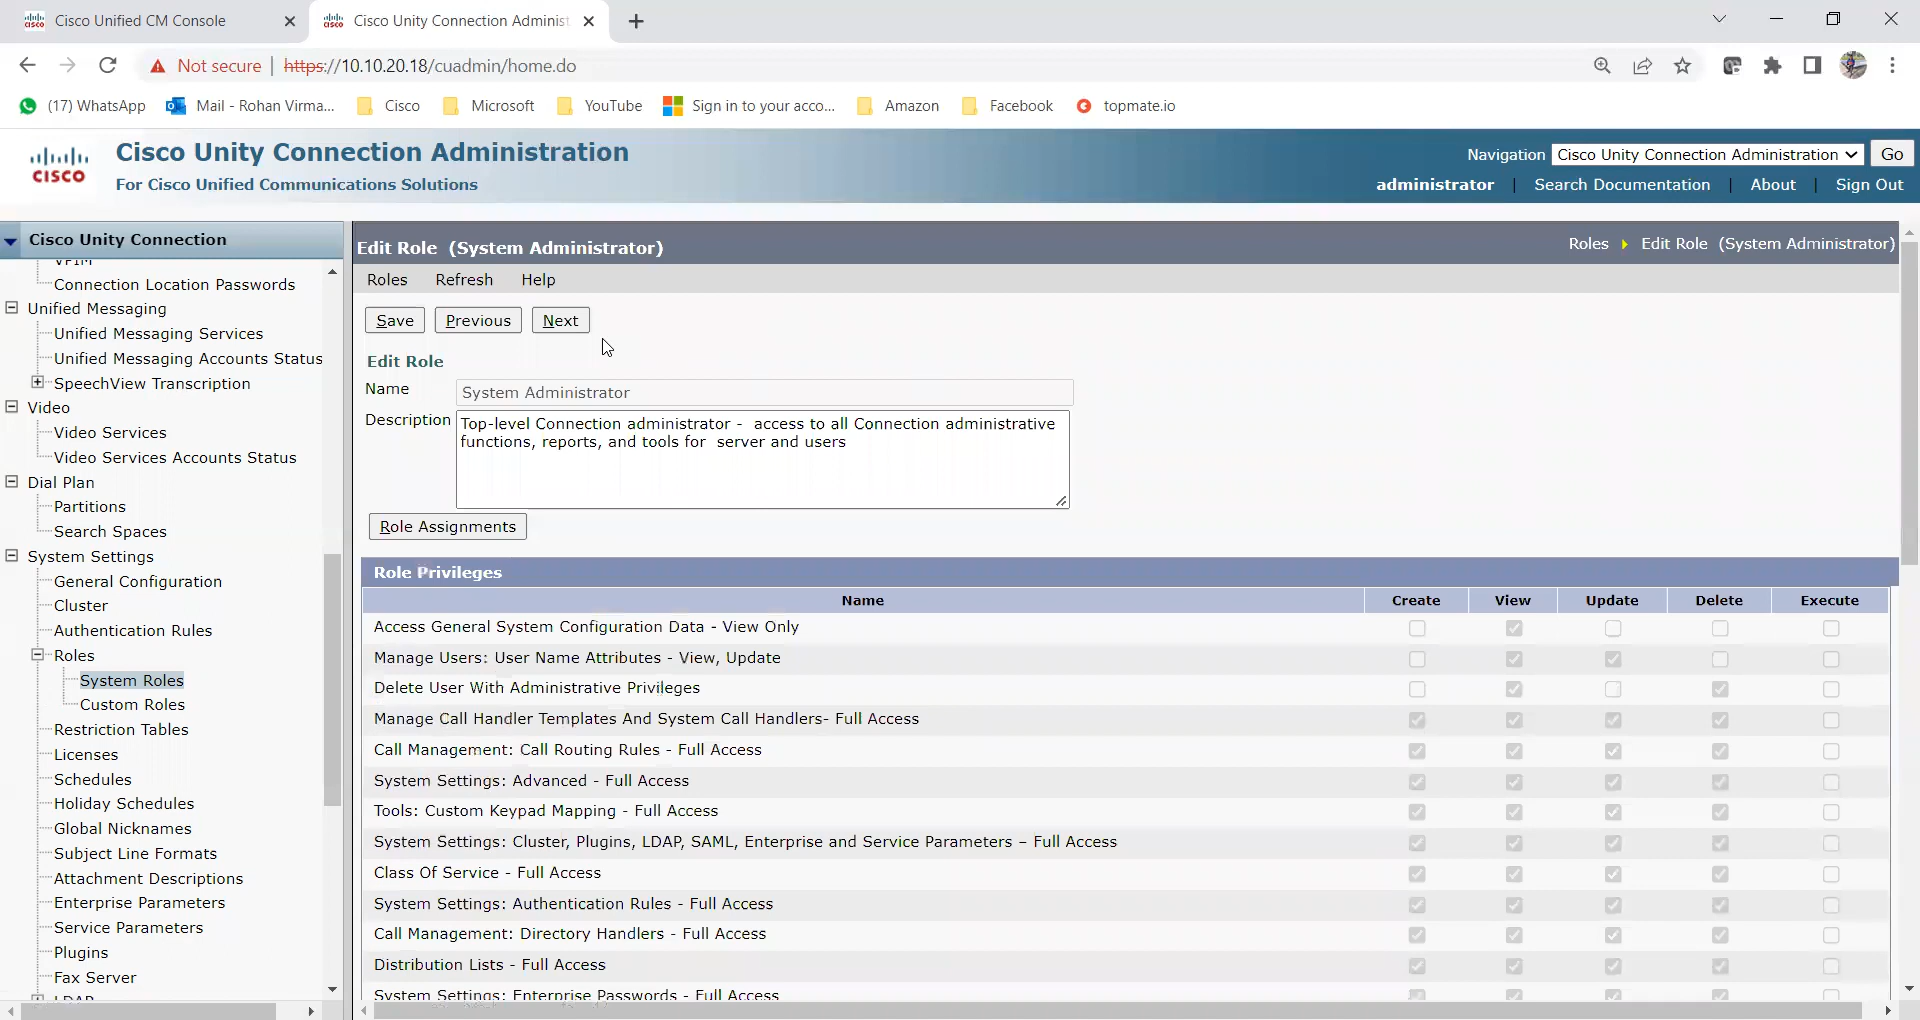 Cisco Unified CM Console
Cisco Unity Connection Administ
Not secure
https://10.10.20.18/cuadmin/home.do
(17) WhatsApp
Mail - Rohan Virma...
Cisco
Microsoft
YouTube
Sign in to your acco...
Amazon
Facebook
topmate.io
CISCO
Cisco Unity Connection Administration
For Cisco Unified Communications Solutions
Navigation Cisco Unity Connection Administration Go
administrator | Search Documentation | About | Sign Out
Cisco Unity Connection
VPIM
Connection Location Passwords
Unified Messaging
Unified Messaging Services
Unified Messaging Accounts Status
SpeechView Transcription
Video
Video Services
Video Services Accounts Status
Dial Plan
Partitions
Search Spaces
System Settings
General Configuration
Cluster
Authentication Rules
Roles
System Roles
Custom Roles
Restriction Tables
Licenses
Schedules
Holiday Schedules
Global Nicknames
Subject Line Formats
Attachment Descriptions
Enterprise Parameters
Service Parameters
Plugins
Fax Server
LDAP
Edit Role (System Administrator)
Roles Edit Role (System Administrator)
Roles Refresh Help
Save Previous Next
Edit Role
Name System Administrator
Description Top-level Connection administrator - access to all Connection administrative
functions, reports, and tools for server and users
Role Assignments
Role Privileges
Name Create View Update Delete Execute
Access General System Configuration Data - View Only
Manage Users: User Name Attributes - View, Update
Delete User With Administrative Privileges
Manage Call Handler Templates And System Call Handlers- Full Access
Call Management: Call Routing Rules - Full Access
System Settings: Advanced - Full Access
Tools: Custom Keypad Mapping - Full Access
System Settings: Cluster, Plugins, LDAP, SAML, Enterprise and Service Parameters – Full Access
Class Of Service - Full Access
System Settings: Authentication Rules - Full Access
Call Management: Directory Handlers - Full Access
Distribution Lists - Full Access
System Settings: Enterprise Passwords - Full Access